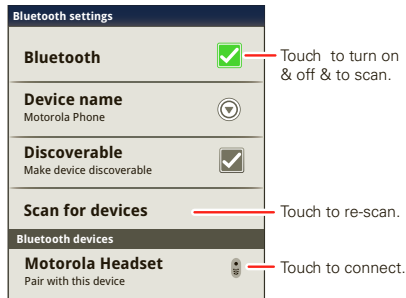 Bluetooth settings
Bluetooth
Touch to turn on
& off & to scan.
Device name
Motorola Phone
Discoverable
Make device discoverable
Scan for devices
Touch to re-scan.
Bluetooth devices
Motorola Headset
Pair with this device
Touch to connect.